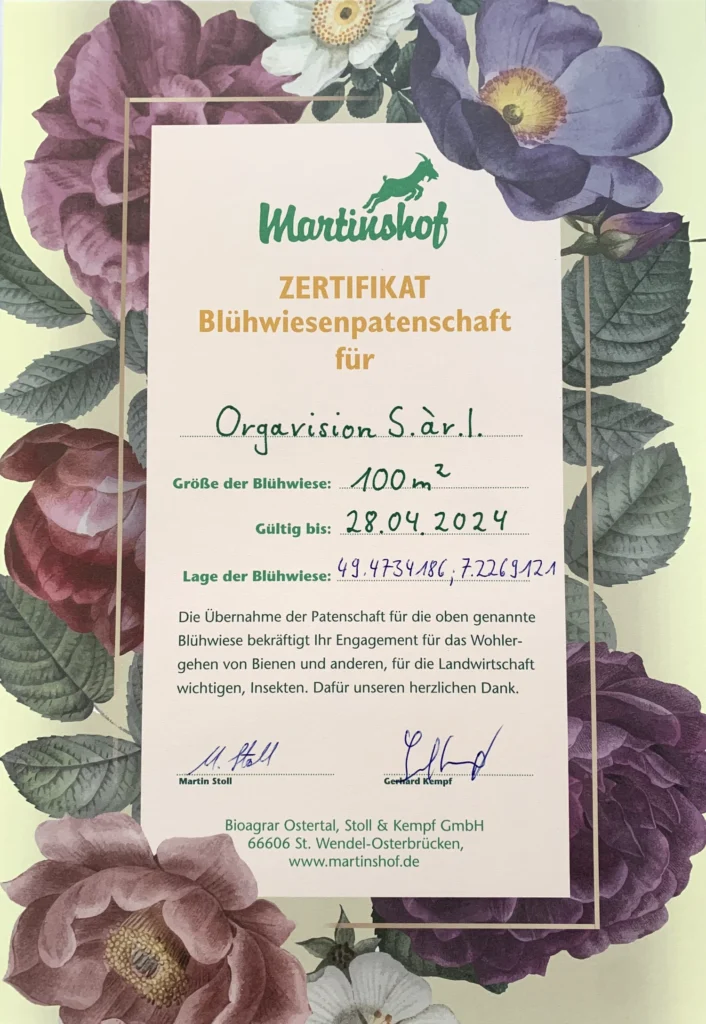 Martinshof
ZERTIFIKAT
Blühwiesenpatenschaft
für
Orgavision S.àr.l.
Größe der Blühwiese: 100m²
Gültig bis: 28.04.2024
Lage der Blühwiese: 49.4734186; 7.2269121
Die Übernahme der Patenschaft für die oben genannte
Blühwiese bekräftigt Ihr Engagement für das Wohler-
gehen von Bienen und anderen, für die Landwirtschaft
wichtigen, Insekten. Dafür unseren herzlichen Dank.
M. Stoll
Martin Stoll
Gerhard Kempf
Bioagrar Ostertal, Stoll & Kempf GmbH
66606 St. Wendel-Osterbrücken,
www.martinshof.de